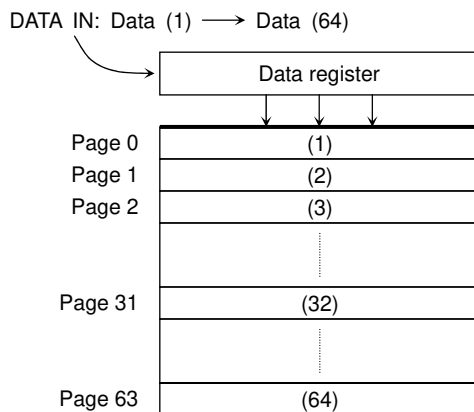 DATA IN: Data (1) → Data (64)
Data register
Page 0 (1)
Page 1 (2)
Page 2 (3)
Page 31 (32)
Page 63 (64)